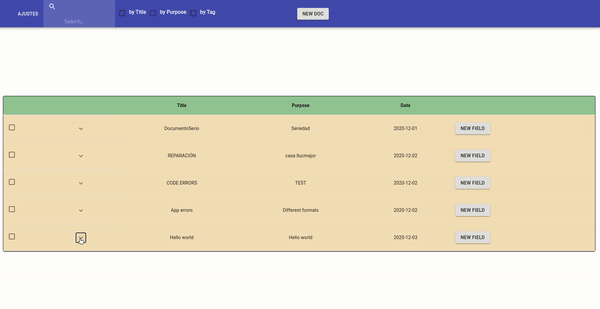 AJUSTES Search... by Title by Purpose by Tag NEW DOC
Title Purpose Date
DocumentoSerio Seriedad 2020-12-01 NEW FIELD
REPARACIÓN casa llucmajor 2020-12-02 NEW FIELD
CODE ERRORS TEST 2020-12-02 NEW FIELD
App errors Different formats 2020-12-02 NEW FIELD
Hello world Hello world 2020-12-03 NEW FIELD